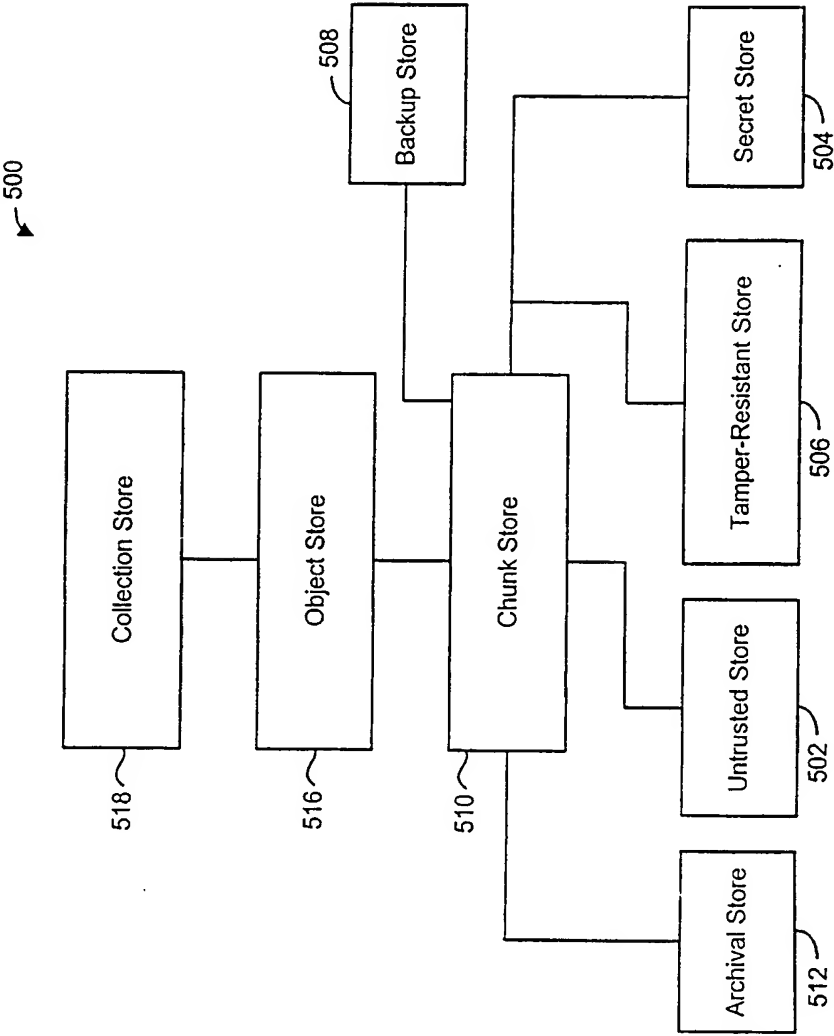 500
Collection Store
518
Object Store
516
Backup Store
508
Chunk Store
510
Archival Store
512
Untrusted Store
502
Tamper-Resistant Store
506
Secret Store
504